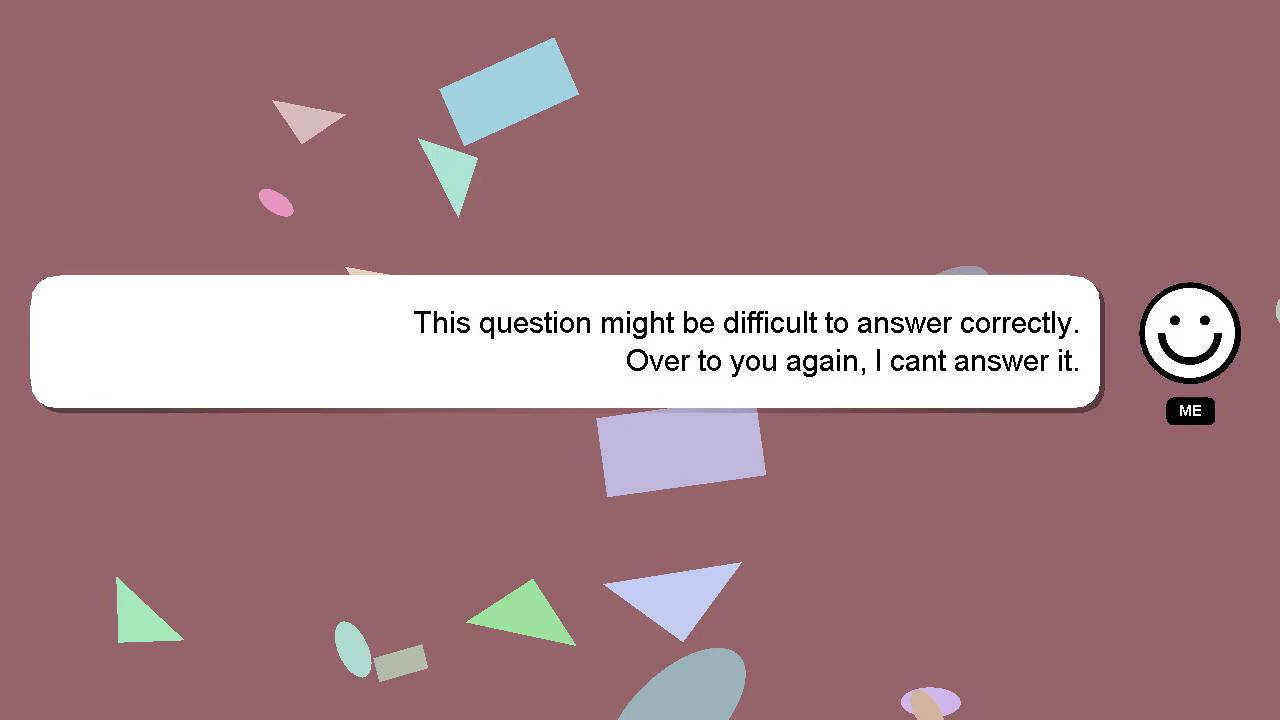 This question might be difficult to answer correctly.
Over to you again, I cant answer it.
ME